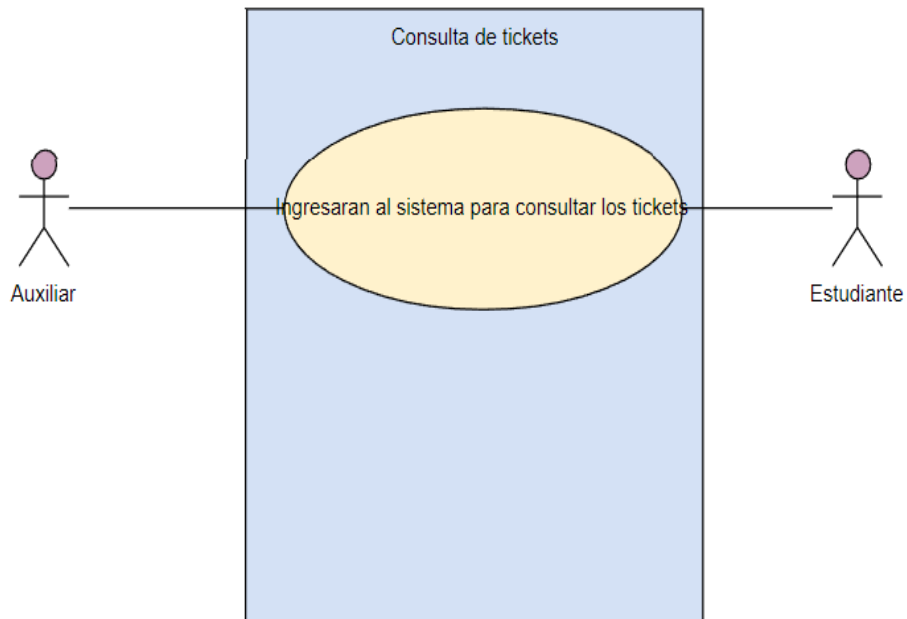 Consulta de tickets
Ingresaran al sistema para consultar los tickets
Auxiliar
Estudiante